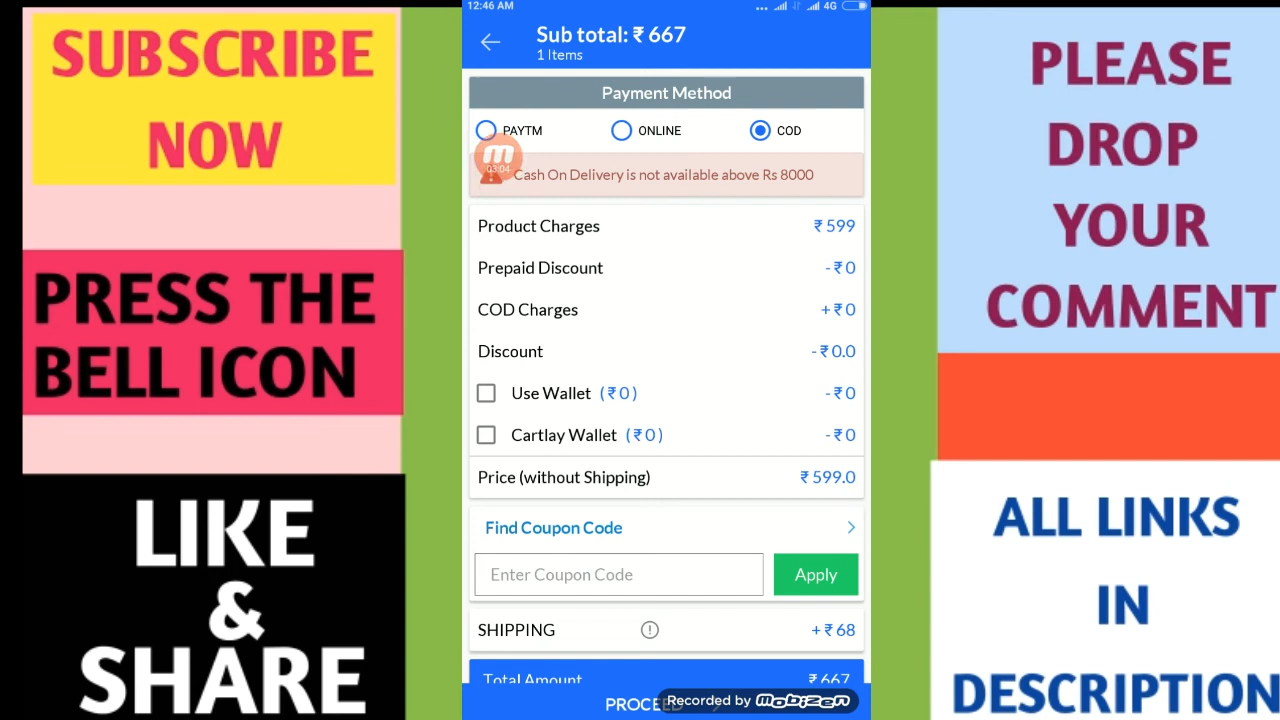 SUBSCRIBE
NOW
PRESS THE
BELL ICON
LIKE
&
SHARE
12:46 AM
4G
Sub total: ₹ 667
1 Items
Payment Method
PAYTM ONLINE COD
03:04
Cash On Delivery is not available above Rs 8000
Product Charges ₹ 599
Prepaid Discount - ₹ 0
COD Charges + ₹ 0
Discount - ₹ 0.0
Use Wallet (₹ 0) - ₹ 0
Cartlay Wallet (₹ 0) - ₹ 0
Price (without Shipping) ₹ 599.0
Find Coupon Code
Enter Coupon Code Apply
SHIPPING + ₹ 68
Total Amount ₹ 667
PROCEED
Recorded by mobizen
PLEASE
DROP
YOUR
COMMENT
ALL LINKS
IN
DESCRIPTION